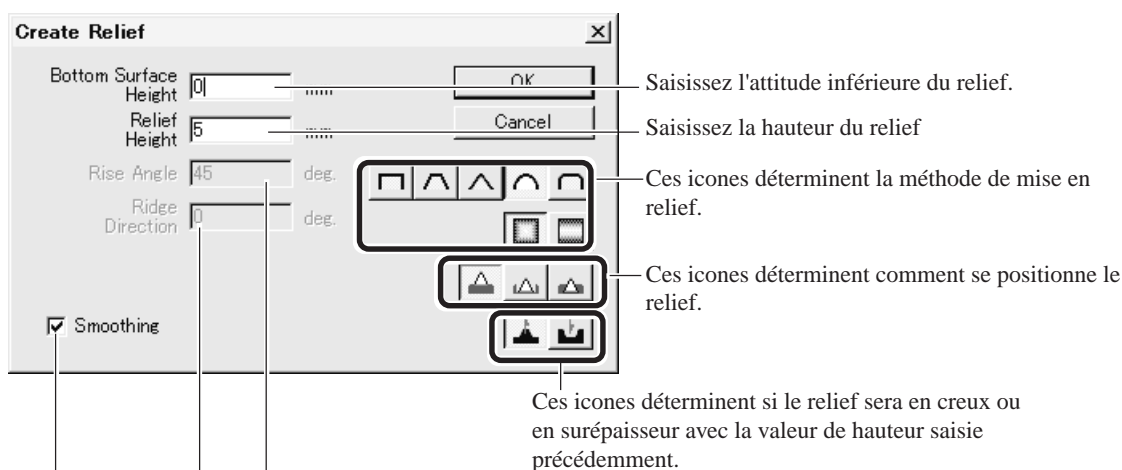 Create Relief
Bottom Surface
Height
0
mm
OK
Saisissez l'attitude inférieure du relief.
Relief
Height
5
mm
Cancel
Saisissez la hauteur du relief
Rise Angle
45
deg.
Ces icones déterminent la méthode de mise en
relief.
Ridge
Direction
0
deg.
Ces icones déterminent comment se positionne le
relief.
Smoothing
Ces icones déterminent si le relief sera en creux ou
en surépaisseur avec la valeur de hauteur saisie
précédemment.